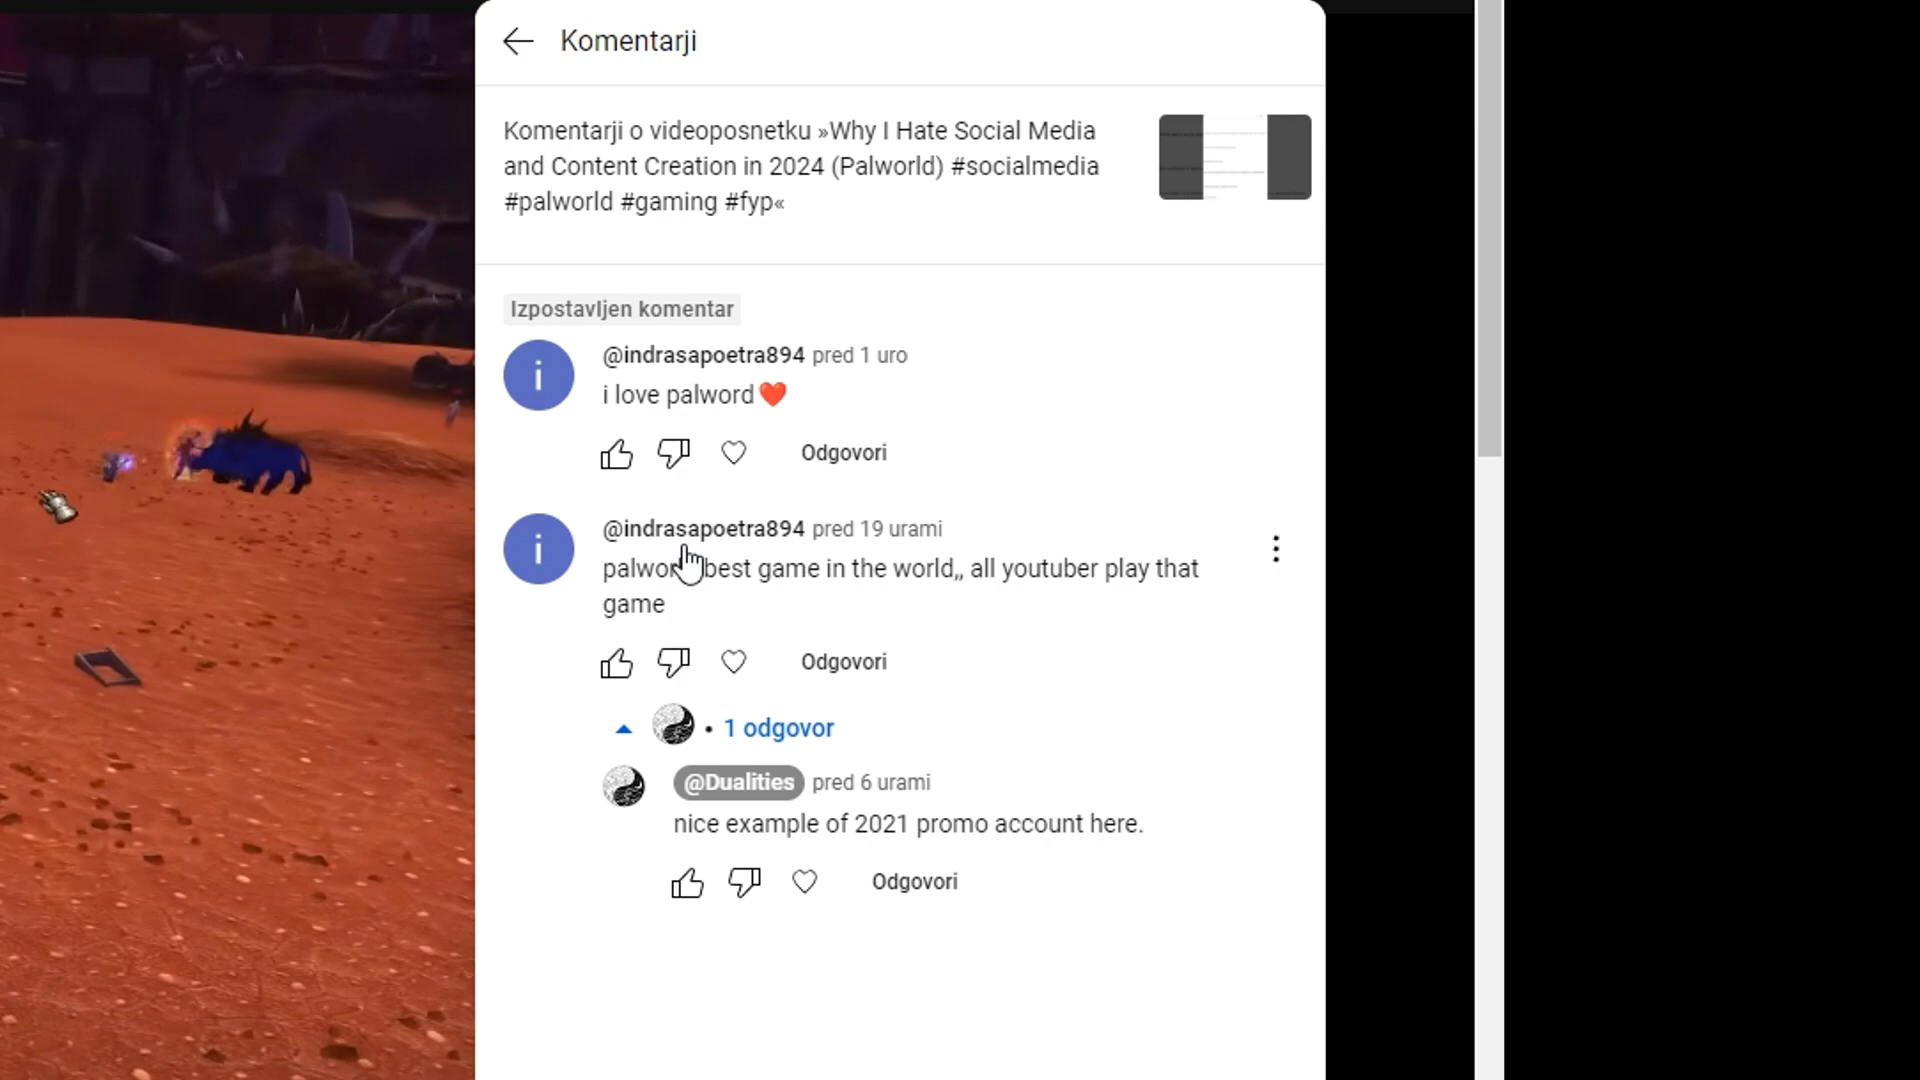 Komentarji
Komentarji o videoposnetku »Why I Hate Social Media
and Content Creation in 2024 (Palworld) #socialmedia
#palworld #gaming #fyp«
Izpostavljen komentar
i
@indrasapoetra894 pred 1 uro
i love palword❤️
Odgovori
i
@indrasapoetra894 pred 19 urami
best game in the world,, all youtuber play that
game
Odgovori
• 1 odgovor
@Dualities pred 6 urami
nice example of 2021 promo account here.
Odgovori